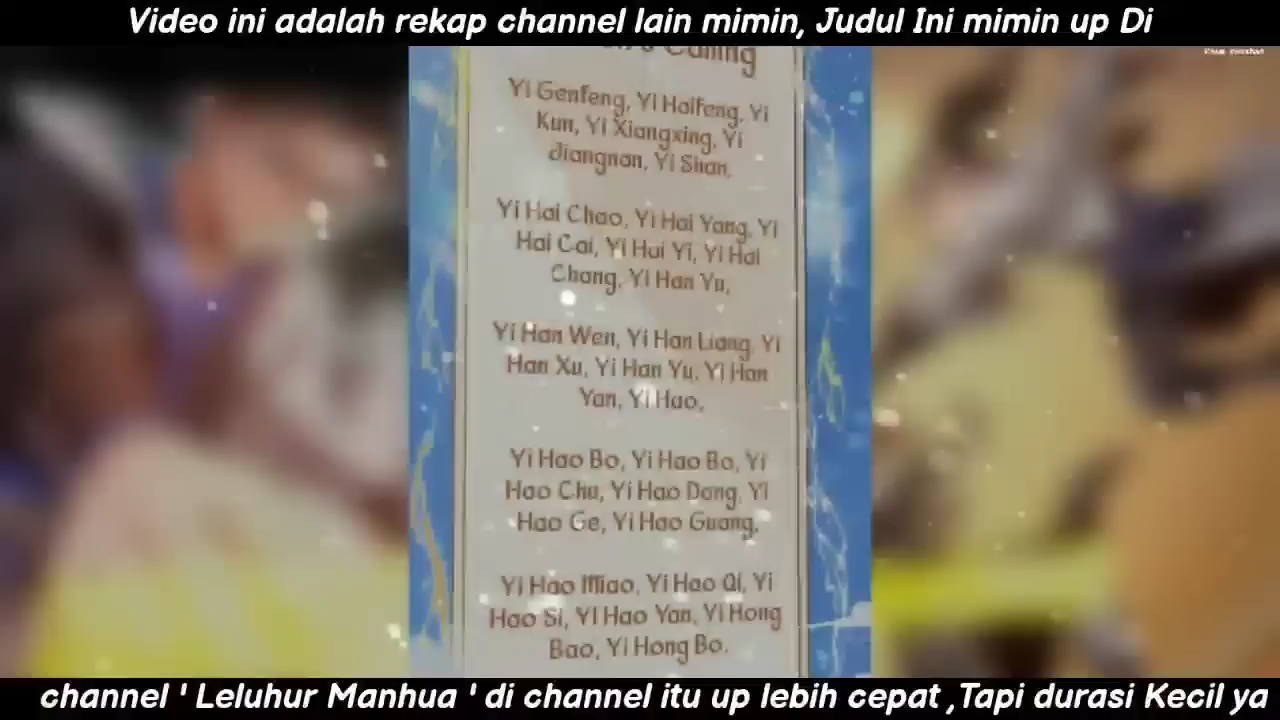 Video ini adalah rekap channel lain mimin, Judul Ini mimin up Di
Calling
Yi Genfeng, Yi Haifeng, Yi
Kun, Yi Xiangxing, Yi
Jiangnan, Yi Shan,
Yi Hai Chao, Yi Hai Yang, Yi
Hai Cai, Yi Hai Yi, Yi Hai
Chang, Yi Han Yu,
Yi Han Wen, Yi Han Liang, Yi
Han Xu, Yi Han Yu, Yi Han
Yan, Yi Hao,
Yi Hao Bo, Yi Hao Bo, Yi
Hao Chu, Yi Hao Dang, Yi
Hao Ge, Yi Hao Guang,
Yi Hao Miao, Yi Hao Qi, Yi
Hao Si, Yi Hao Yan, Yi Hong
Bao, Yi Hong Bo.
channel ' Leluhur Manhua ' di channel itu up lebih cepat ,Tapi durasi Kecil ya